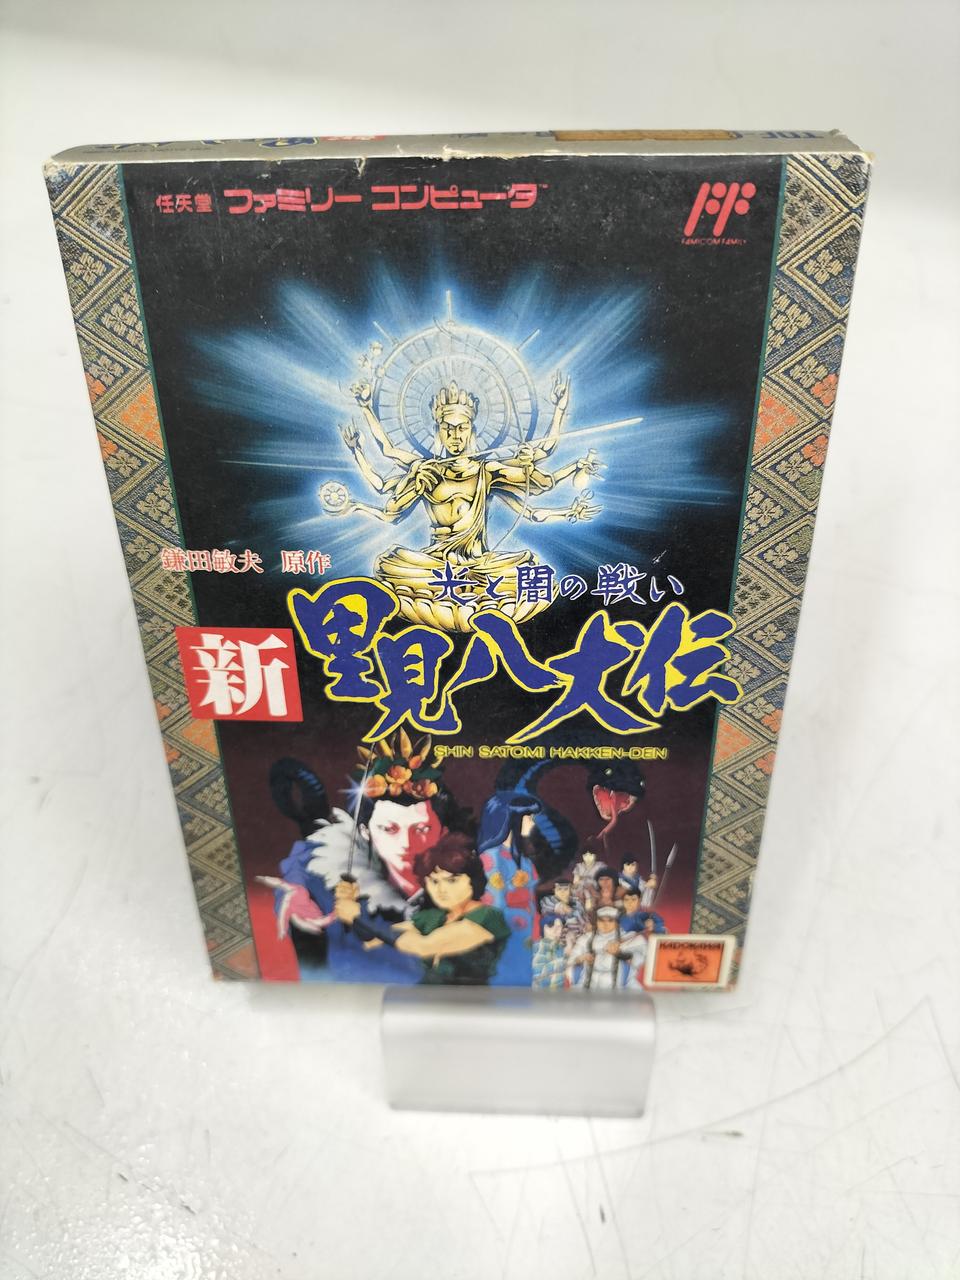 任天堂 ファミリー コンピュータ™
FAMICOM FAMILY
鎌田敏夫 原作
光と闇の戦い
新 里見八犬伝
SHIN SATOMI HAKKEN-DEN
KADOKAWA